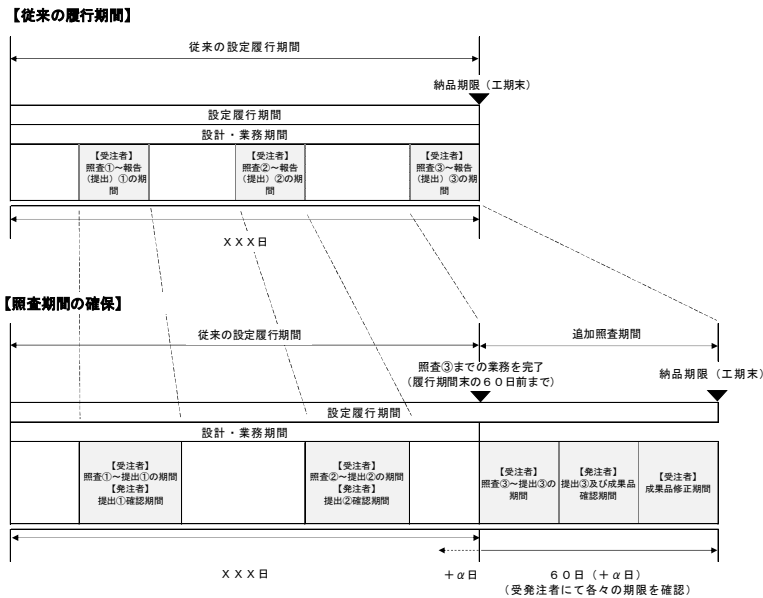 【従来の履行期間】
従来の設定履行期間
納品期限（工期末）
設定履行期間
設計・業務期間
【受注者】
照査①～報告
（提出）①の期
間
【受注者】
照査②～報告
（提出）②の期
間
【受注者】
照査③～報告
（提出）③の期
間
ＸＸＸ日
【照査期間の確保】
従来の設定履行期間
追加照査期間
照査③までの業務を完了
（履行期間末の６０日前まで）
納品期限（工期末）
設定履行期間
設計・業務期間
【受注者】
照査①～提出①の期間
【発注者】
提出①確認期間
【受注者】
照査②～提出②の期間
【発注者】
提出②確認期間
【受注者】
照査③～提出③の
期間
【発注者】
提出③及び成果品
確認期間
【受注者】
成果品修正期間
ＸＸＸ日
＋α日
６０日（＋α日）
（受発注者にて各々の期限を確認）